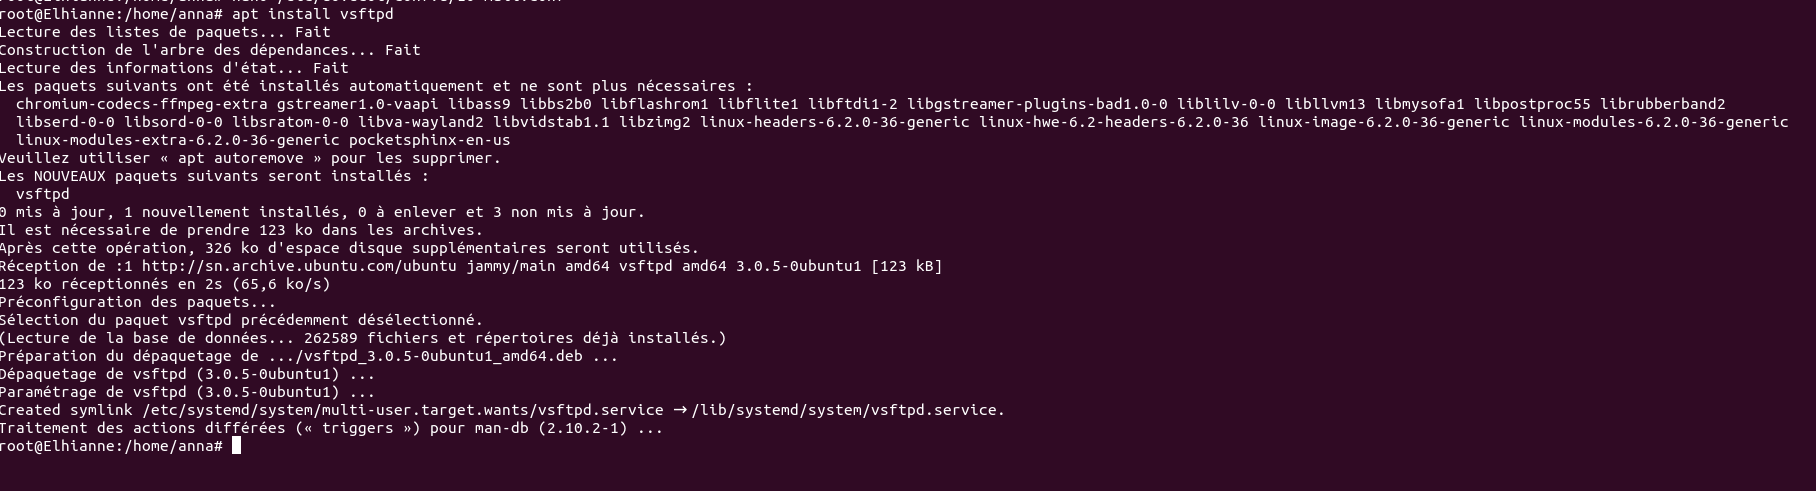 root@Elhianne:/home/anna# apt install vsftpd
Lecture des listes de paquets... Fait
Construction de l'arbre des dépendances... Fait
Lecture des informations d'état... Fait
Les paquets suivants ont été installés automatiquement et ne sont plus nécessaires :
  chromium-codecs-ffmpeg-extra gstreamer1.0-vaapi libass9 libbs2b0 libflashrom1 libflite1 libftdi1-2 libgstreamer-plugins-bad1.0-0 liblilv-0-0 libllvm13 libmysofa1 libpostproc55 librubberband2
  libserd-0-0 libsord-0-0 libsratom-0-0 libva-wayland2 libvidstab1.1 libzimg2 linux-headers-6.2.0-36-generic linux-hwe-6.2-headers-6.2.0-36 linux-image-6.2.0-36-generic linux-modules-6.2.0-36-generic
  linux-modules-extra-6.2.0-36-generic pocketsphinx-en-us
Veuillez utiliser « apt autoremove » pour les supprimer.
Les NOUVEAUX paquets suivants seront installés :
  vsftpd
0 mis à jour, 1 nouvellement installés, 0 à enlever et 3 non mis à jour.
Il est nécessaire de prendre 123 ko dans les archives.
Après cette opération, 326 ko d'espace disque supplémentaires seront utilisés.
Réception de :1 http://sn.archive.ubuntu.com/ubuntu jammy/main amd64 vsftpd amd64 3.0.5-0ubuntu1 [123 kB]
123 ko réceptionnés en 2s (65,6 ko/s)
Préconfiguration des paquets...
Sélection du paquet vsftpd précédemment désélectionné.
(Lecture de la base de données... 262589 fichiers et répertoires déjà installés.)
Préparation du dépaquetage de .../vsftpd_3.0.5-0ubuntu1_amd64.deb ...
Dépaquetage de vsftpd (3.0.5-0ubuntu1) ...
Paramétrage de vsftpd (3.0.5-0ubuntu1) ...
Created symlink /etc/systemd/system/multi-user.target.wants/vsftpd.service → /lib/systemd/system/vsftpd.service.
Traitement des actions différées (« triggers ») pour man-db (2.10.2-1) ...
root@Elhianne:/home/anna#